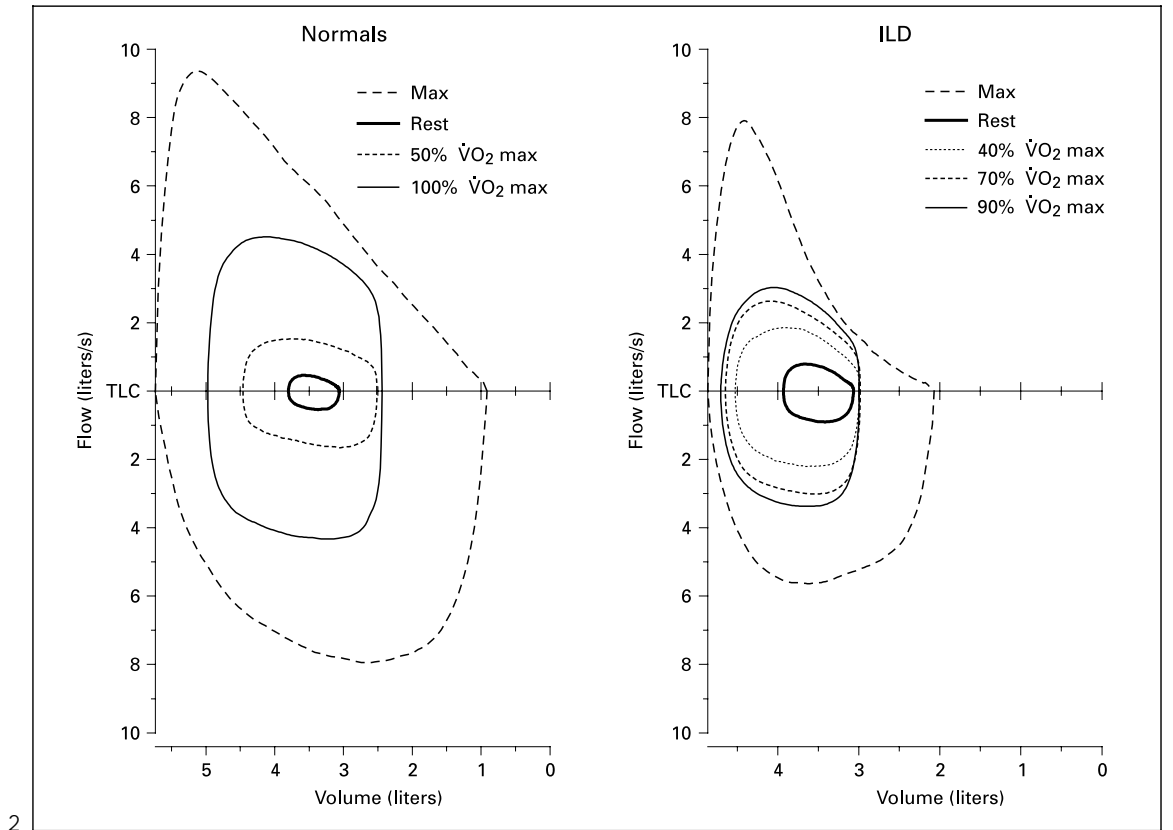 Normals
Max
Rest
50% V̇O2 max
100% V̇O2 max
10
8
6
4
2
TLC
2
4
6
8
10
Flow (liters/s)
5 4 3 2 1 0
Volume (liters)
ILD
Max
Rest
40% V̇O2 max
70% V̇O2 max
90% V̇O2 max
10
8
6
4
2
TLC
2
4
6
8
10
Flow (liters/s)
4 3 2 1 0
Volume (liters)
2